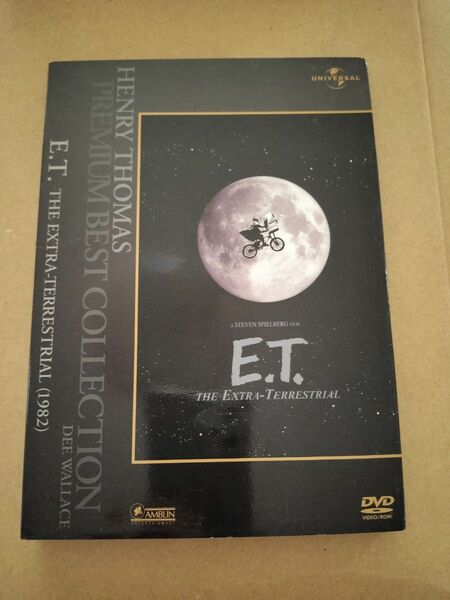 HENRY THOMAS
PREMIUM BEST COLLECTION
E.T. THE EXTRA-TERRESTRIAL (1982)
DEE WALLACE
UNIVERSAL
A STEVEN SPIELBERG FILM
E.T.
THE EXTRA-TERRESTRIAL
AMBLIN
ENTERTAINMENT
DVD
VIDEO/ROM